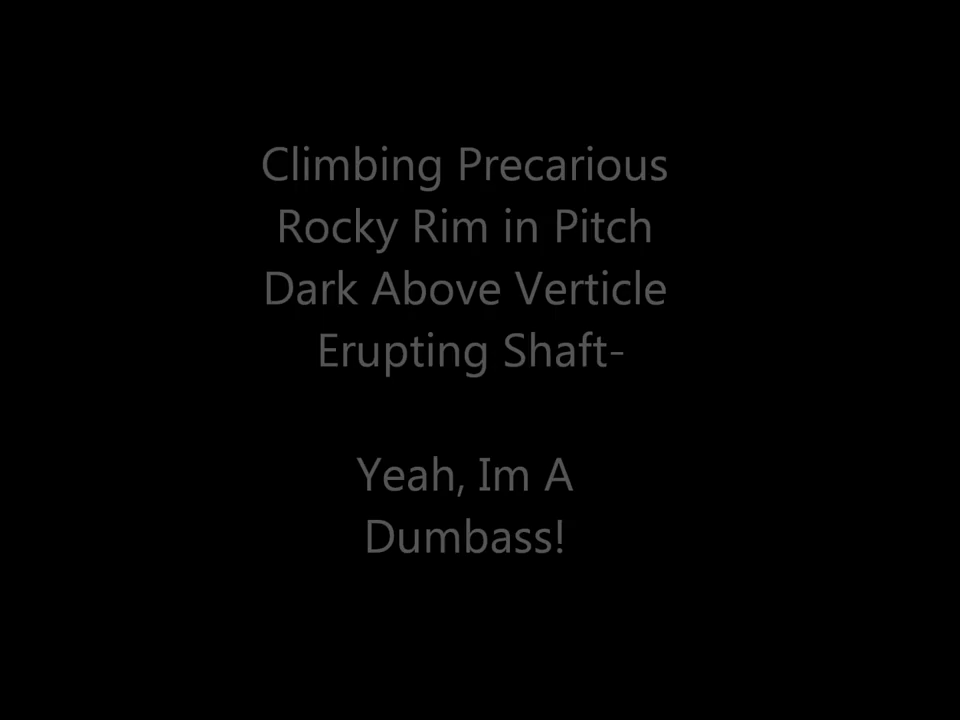 Climbing Precarious
Rocky Rim in Pitch
Dark Above Verticle
Erupting Shaft-
Yeah, Im A
Dumbass!